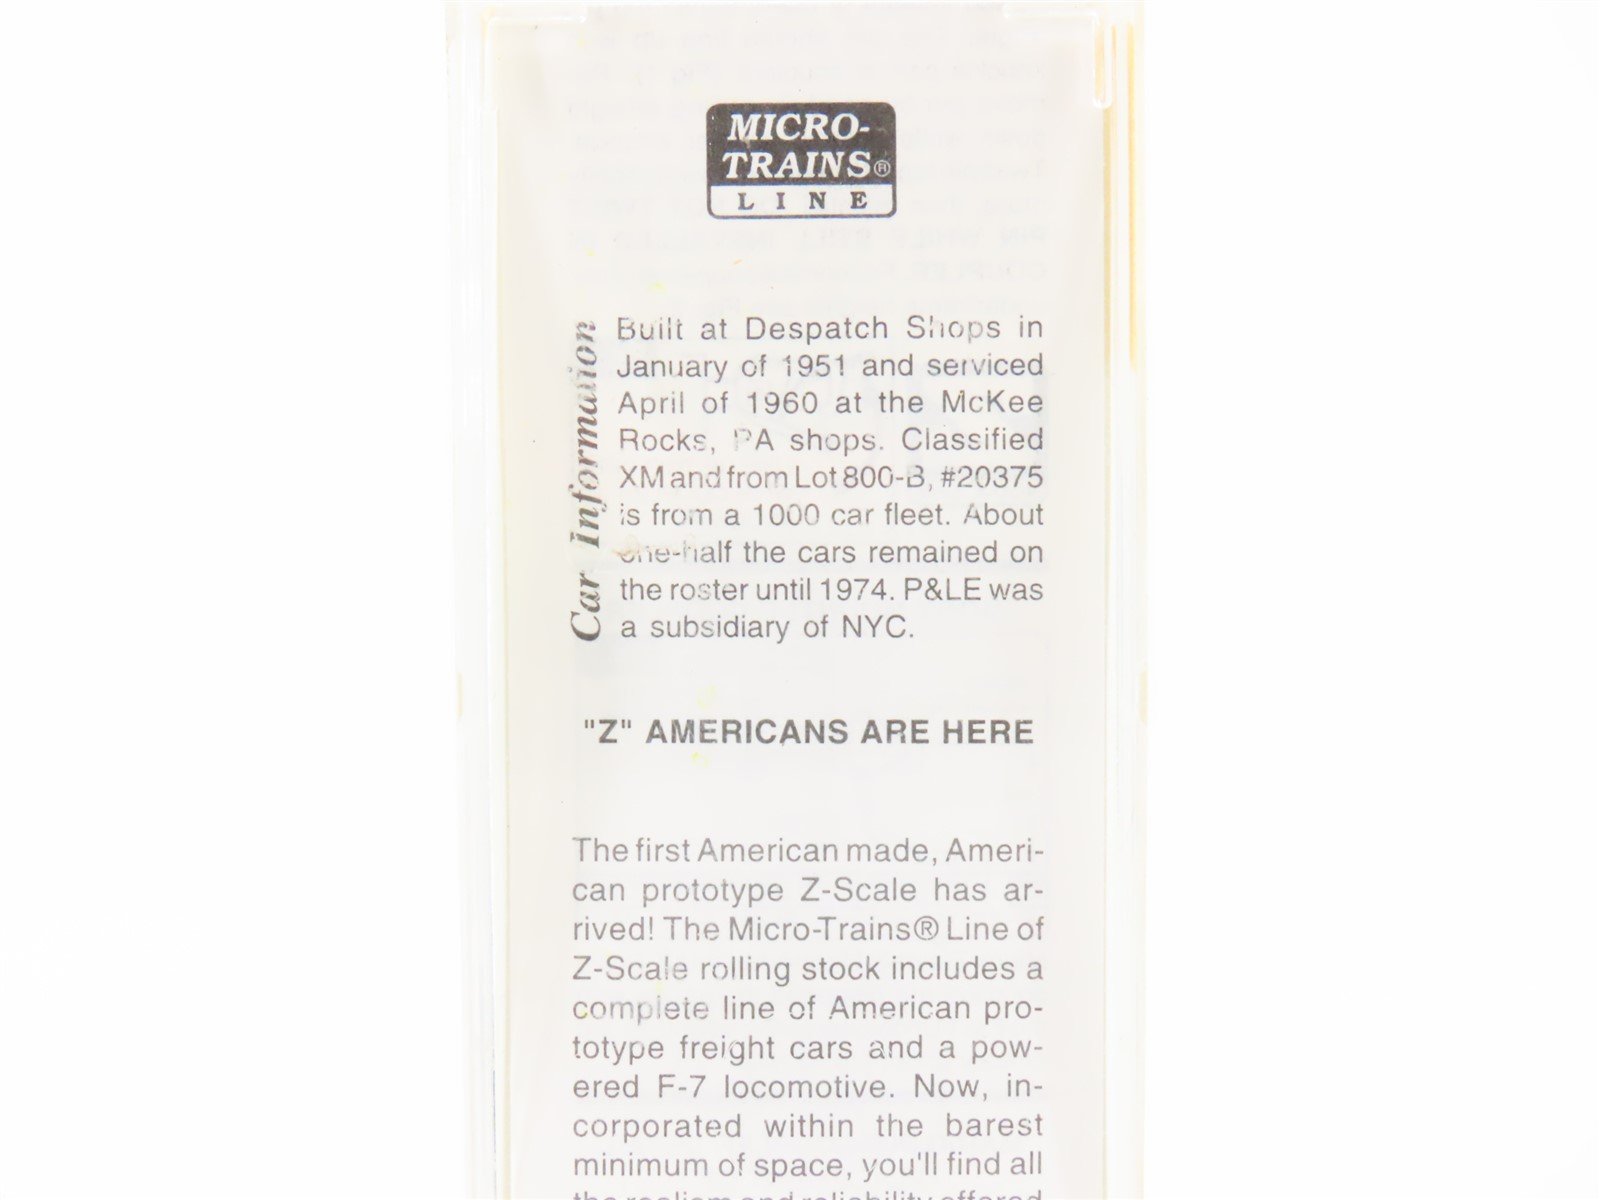 MICRO-
TRAINS®
LINE
Car Information
Built at Despatch Shops in
January of 1951 and serviced
April of 1960 at the McKee
Rocks, PA shops. Classified
XM and from Lot 800-B, #20375
is from a 1000 car fleet. About
one-half the cars remained on
the roster until 1974. P&LE was
a subsidiary of NYC.
"Z" AMERICANS ARE HERE
The first American made, Ameri-
can prototype Z-Scale has ar-
rived! The Micro-Trains® Line of
Z-Scale rolling stock includes a
complete line of American pro-
totype freight cars and a pow-
ered F-7 locomotive. Now, in-
corporated within the barest
minimum of space, you'll find all
the realism and reliability offered